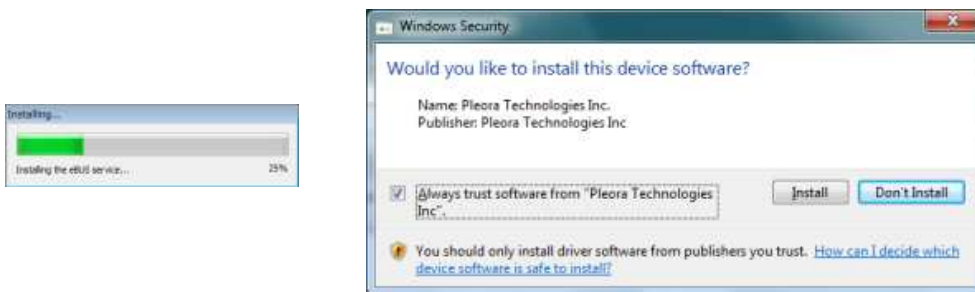 Installing...
Installing the eBUS service...
25%
Windows Security
Would you like to install this device software?
Name: Pleora Technologies Inc.
Publisher: Pleora Technologies Inc
Always trust software from "Pleora Technologies
Inc".
Install
Don't Install
You should only install driver software from publishers you trust. How can I decide which
device software is safe to install?